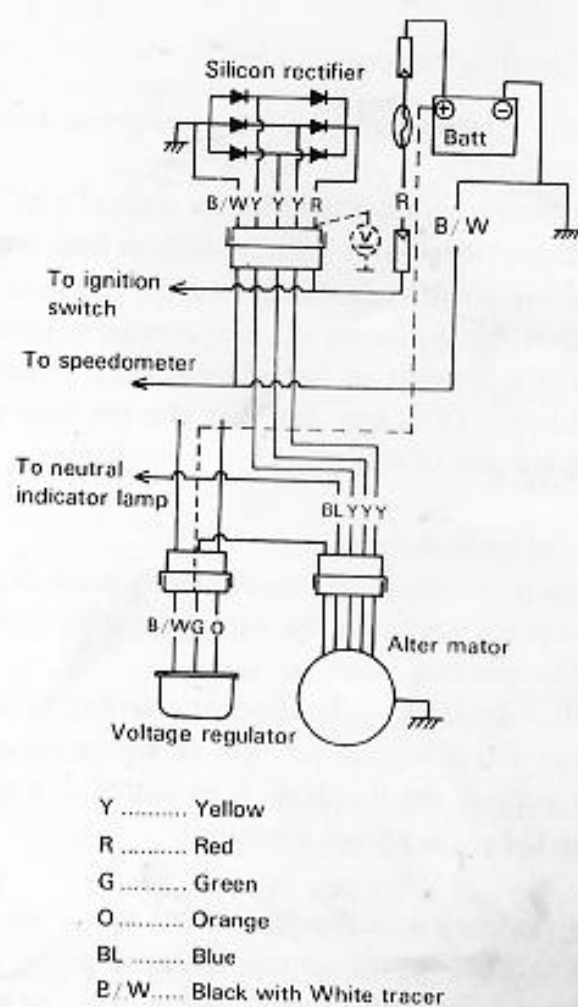 Silicon rectifier
+
−
Batt
B/W Y Y Y R
R
B/W
V
To ignition
switch
To speedometer
To neutral
indicator lamp
BL Y Y Y
B/W G O
Alter mator
Voltage regulator
Y .......... Yellow
R .......... Red
G .......... Green
O .......... Orange
BL ........ Blue
B/W..... Black with White tracer